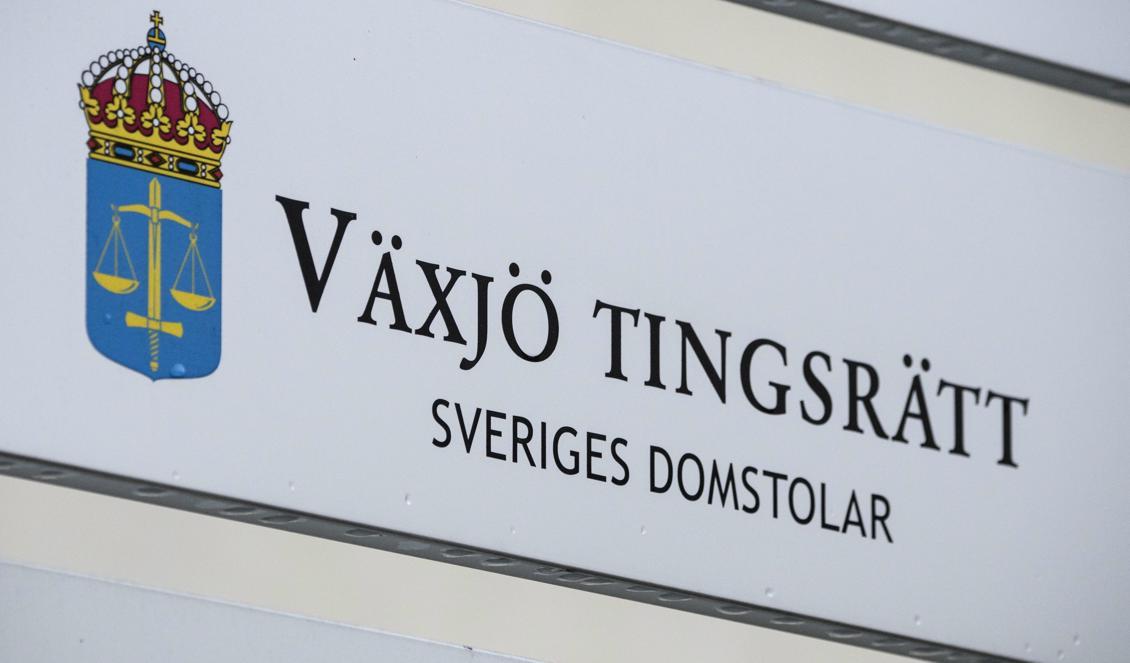 VÄXJÖ TINGSRÄTT
SVERIGES DOMSTOLAR